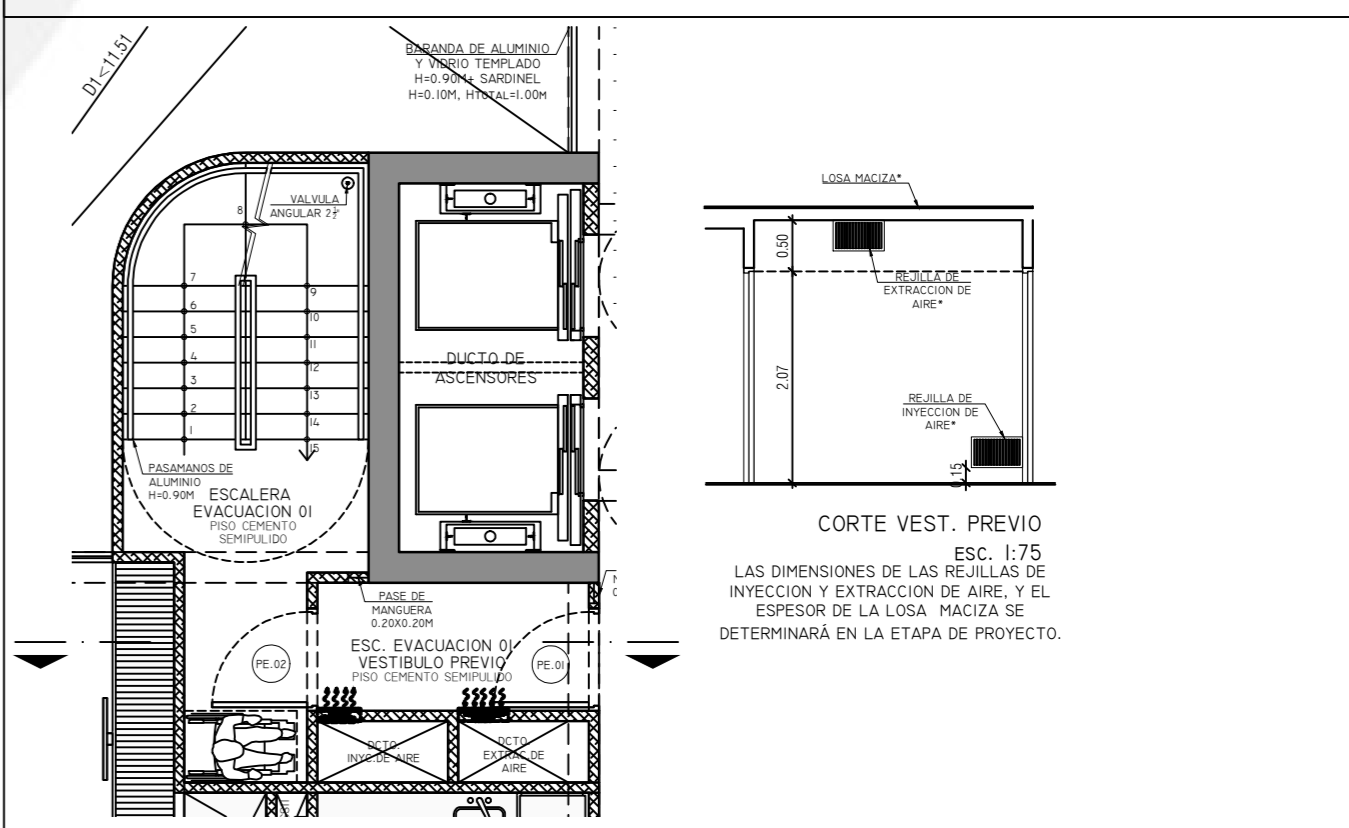 D1<11.51
BARANDA DE ALUMINIO
Y VIDRIO TEMPLADO
H=0.90M+ SARDINEL
H=0.10M, HTOTAL=1.00M
VALVULA
ANGULAR 2½"
8
7
6
5
4
3
2
1
9
10
11
12
13
14
15
PASAMANOS DE
ALUMINIO
H=0.90M
ESCALERA
EVACUACION 01
PISO CEMENTO
SEMIPULIDO
DUCTO DE
ASCENSORES
PASE DE
MANGUERA
0.20X0.20M
ESC. EVACUACION 01
VESTIBULO PREVIO
PISO CEMENTO SEMIPULIDO
PE.02
PE.01
DCTO.
INYC.DE AIRE
DCTO.
EXTRAC.DE
AIRE
LOSA MACIZA*
0.50
REJILLA DE
EXTRACCION DE
AIRE*
2.07
REJILLA DE
INYECCION DE
AIRE*
0.15
CORTE VEST. PREVIO
ESC. 1:75
LAS DIMENSIONES DE LAS REJILLAS DE
INYECCION Y EXTRACCION DE AIRE, Y EL
ESPESOR DE LA LOSA MACIZA SE
DETERMINARÁ EN LA ETAPA DE PROYECTO.